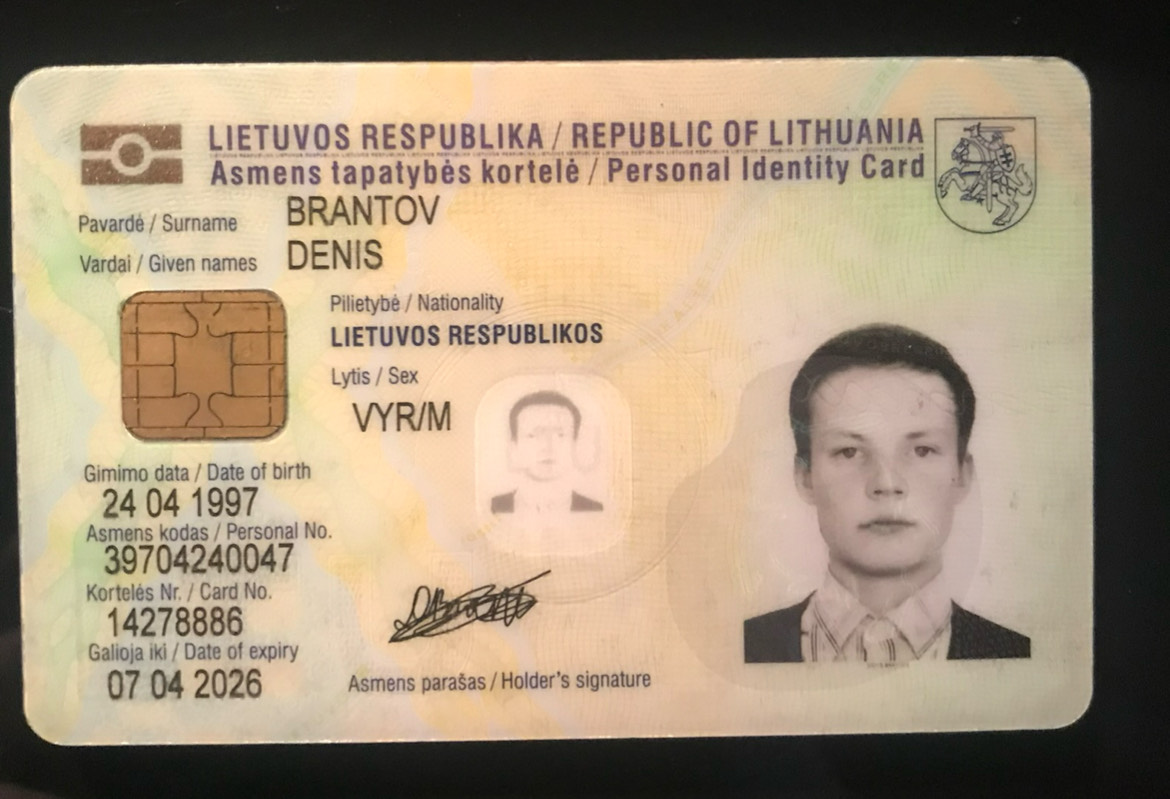 LIETUVOS RESPUBLIKA / REPUBLIC OF LITHUANIA
Asmens tapatybės kortelė / Personal Identity Card
Pavardė / Surname BRANTOV
Vardai / Given names DENIS
Pilietybė / Nationality
LIETUVOS RESPUBLIKOS
Lytis / Sex
VYR/M
Gimimo data / Date of birth
24 04 1997
Asmens kodas / Personal No.
39704240047
Kortelės Nr. / Card No.
14278886
Galioja iki / Date of expiry
07 04 2026
Asmens parašas / Holder's signature